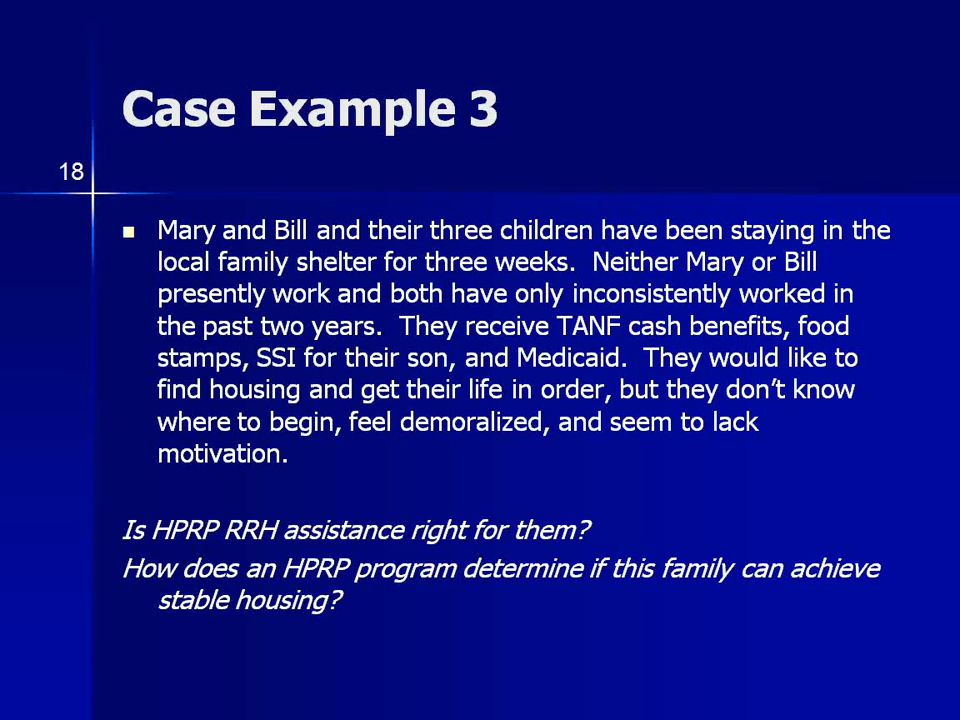 Case Example 3
18
Mary and Bill and their three children have been staying in the
local family shelter for three weeks.  Neither Mary or Bill
presently work and both have only inconsistently worked in
the past two years.  They receive TANF cash benefits, food
stamps, SSI for their son, and Medicaid.  They would like to
find housing and get their life in order, but they don’t know
where to begin, feel demoralized, and seem to lack
motivation.
Is HPRP RRH assistance right for them?
How does an HPRP program determine if this family can achieve
stable housing?